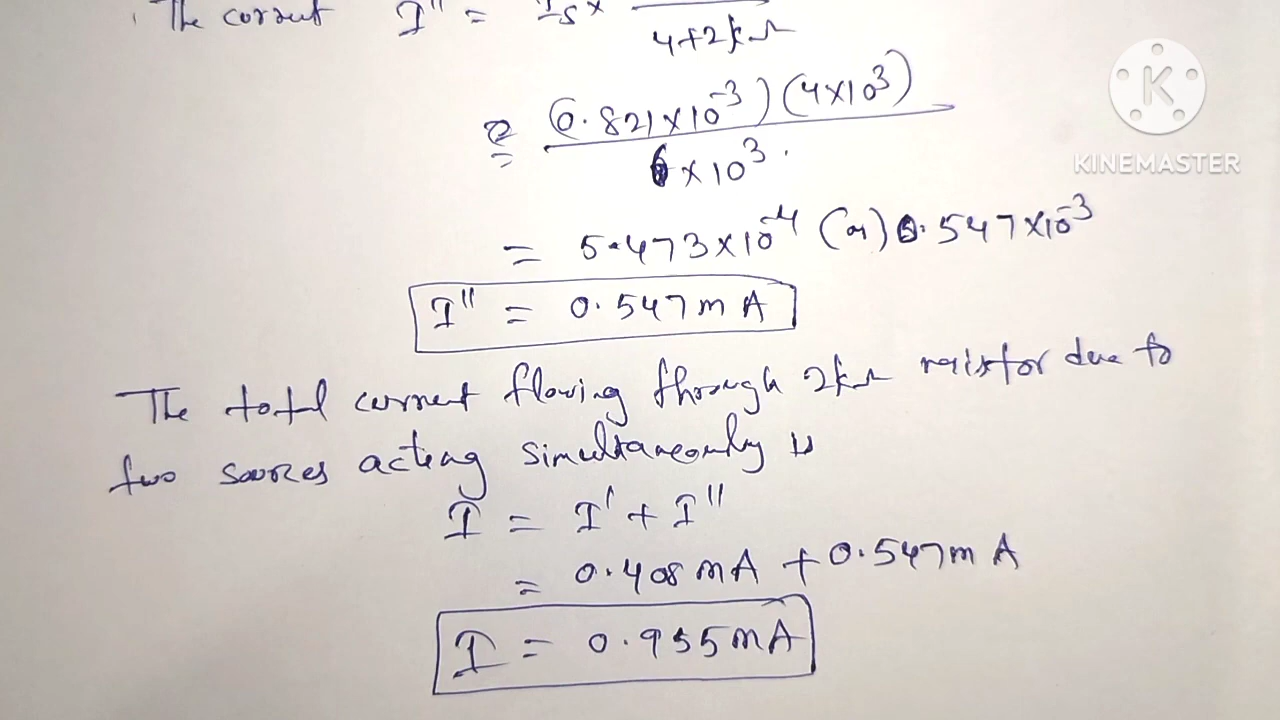 The current I" = Is ×
4+2kΩ
= (0.821×10⁻³)(4×10³)
6×10³.
= 5.473×10⁻⁴ (or) 0.547×10⁻³
I" = 0.547 m A
The total current flowing through 2kΩ resistor due to
two sources acting simultaneously is
I = I' + I"
= 0.408 mA + 0.547 m A
I = 0.955 mA
K
KINEMASTER